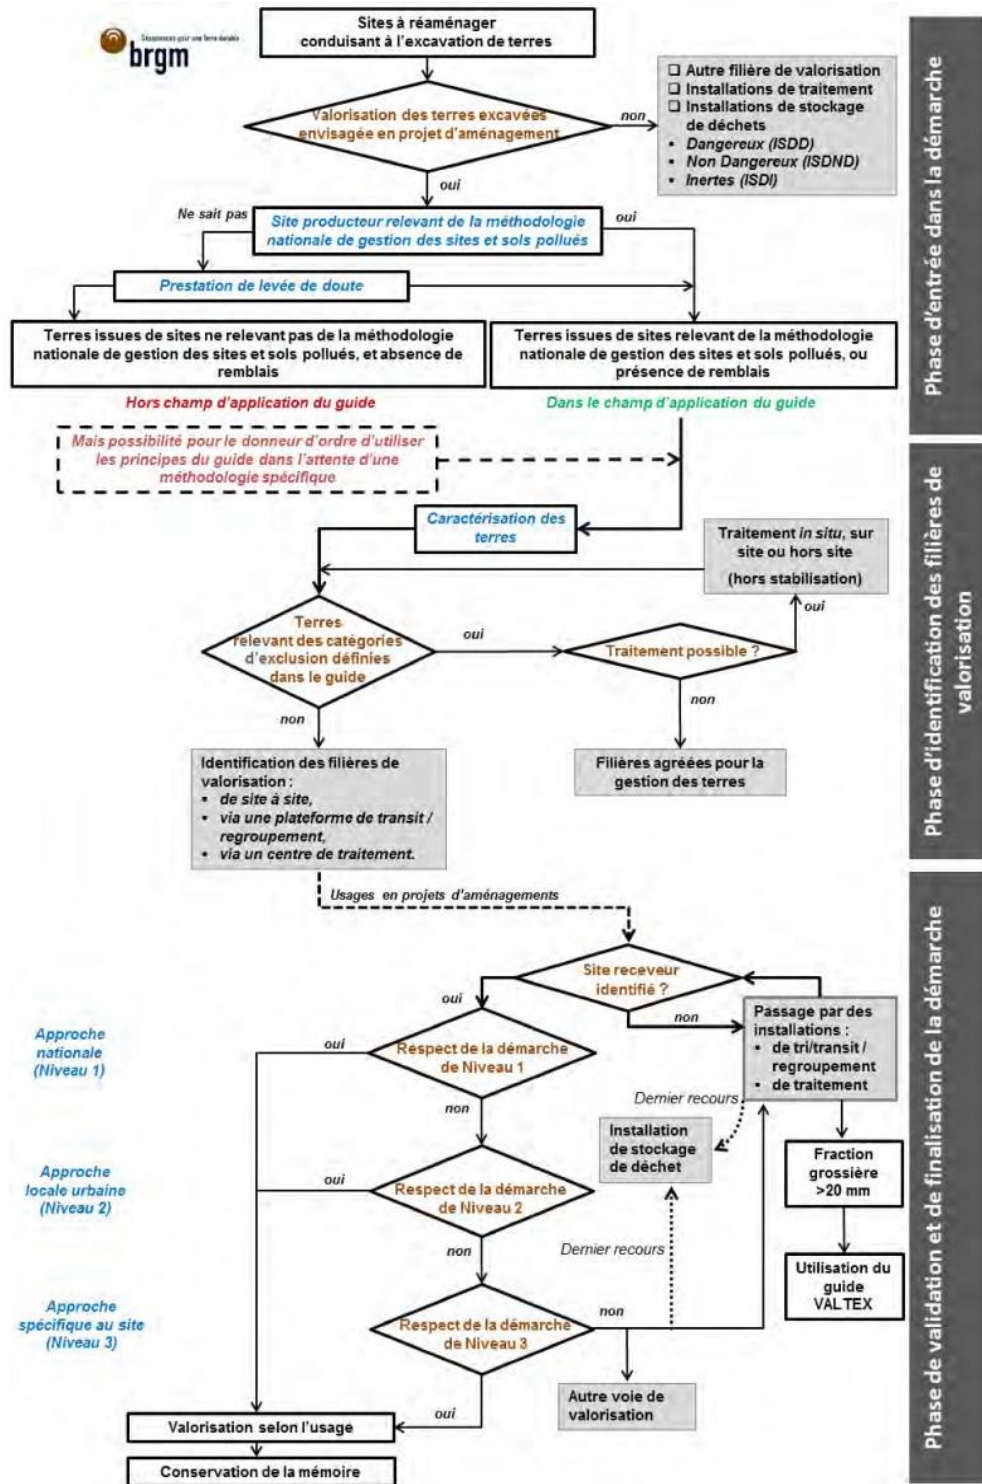 Géosciences pour une Terre durable
brgm
Sites à réaménager
conduisant à l'excavation de terres
Valorisation des terres excavées
envisagée en projet d'aménagement
non
❑ Autre filière de valorisation
❑ Installations de traitement
❑ Installations de stockage
de déchets
▪ Dangereux (ISDD)
▪ Non Dangereux (ISDND)
▪ Inertes (ISDI)
oui
Ne sait pas
Site producteur relevant de la méthodologie
nationale de gestion des sites et sols pollués
oui
Prestation de levée de doute
Terres issues de sites ne relevant pas de la méthodologie
nationale de gestion des sites et sols pollués, et absence de
remblais
Terres issues de sites relevant de la méthodologie
nationale de gestion des sites et sols pollués, ou
présence de remblais
Hors champ d'application du guide
Dans le champ d'application du guide
Phase d'entrée dans la démarche
Mais possibilité pour le donneur d'ordre d'utiliser
les principes du guide dans l'attente d'une
méthodologie spécifique
Caractérisation des
terres
Traitement in situ, sur
site ou hors site
(hors stabilisation)
oui
Terres
relevant des catégories
d'exclusion définies
dans le guide
oui
Traitement possible ?
non
non
Identification des filières de
valorisation :
▪ de site à site,
▪ via une plateforme de transit /
regroupement,
▪ via un centre de traitement.
Filières agréées pour la
gestion des terres
Phase d'identification des filières de
valorisation
Usages en projets d'aménagements
Site receveur
identifié ?
oui
non
Passage par des
installations :
▪ de tri/transit /
regroupement
▪ de traitement
Approche
nationale
(Niveau 1)
oui
Respect de la démarche
de Niveau 1
non
Dernier recours
Installation
de stockage
de déchet
Fraction
grossière
>20 mm
Approche
locale urbaine
(Niveau 2)
oui
Respect de la démarche
de Niveau 2
non
Dernier recours
Utilisation du
guide
VALTEX
Approche
spécifique au site
(Niveau 3)
Respect de la démarche
de Niveau 3
non
Autre voie de
valorisation
oui
Valorisation selon l'usage
Conservation de la mémoire
Phase de validation et de finalisation de la démarche